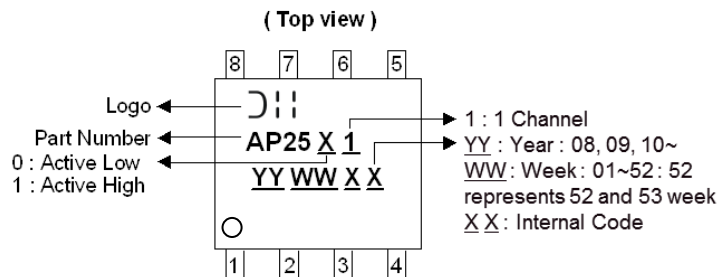 ( Top view )
8 7 6 5
Logo
Part Number
0 : Active Low
1 : Active High
AP25 X 1
YY WW X X
1 : 1 Channel
YY : Year : 08, 09, 10~
WW : Week : 01~52 : 52
represents 52 and 53 week
X X : Internal Code
1 2 3 4